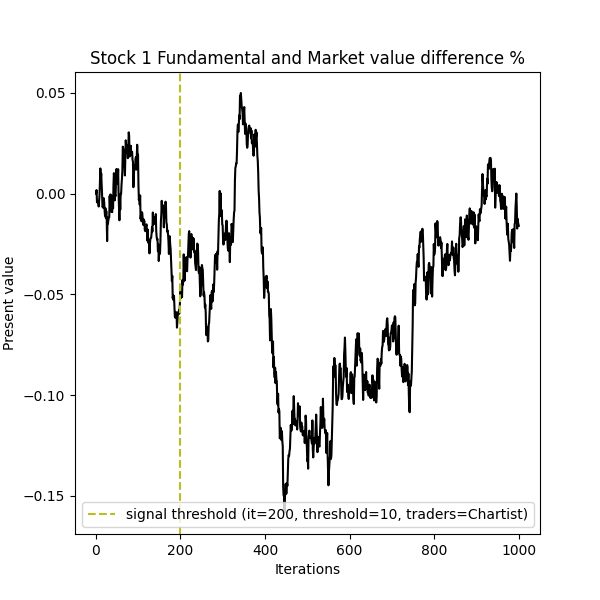 Stock 1 Fundamental and Market value difference %
0.05
0.00
−0.05
−0.10
−0.15
Present value
signal threshold (it=200, threshold=10, traders=Chartist)
0 200 400 600 800 1000
Iterations